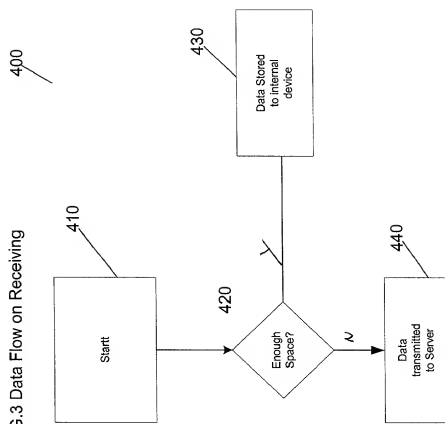 G.3 Data Flow on Receiving
400
410
Startt
420
Enough
Space?
Y
430
Data Stored
to internal
device
N
440
Data
transmitted
to Server